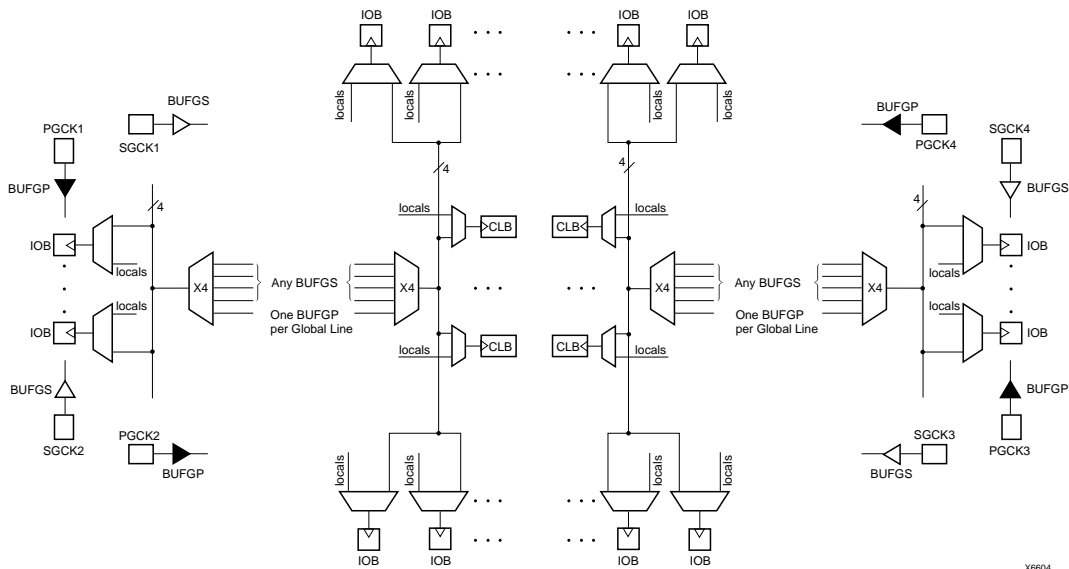 IOB IOB IOB IOB
locals locals locals locals
BUFGS
PGCK1
SGCK1
BUFGP
PGCK4
SGCK4
BUFGP
BUFGS
4 4 4 4
locals
CLB
locals
CLB
IOB
locals
IOB
locals
X4
Any BUFGS
X4
X4
Any BUFGS
X4
One BUFGP
per Global Line
One BUFGP
per Global Line
locals
IOB
locals
CLB
locals
CLB
locals
IOB
BUFGS
SGCK2
PGCK2
BUFGP
SGCK3
BUFGS
BUFGP
PGCK3
locals locals locals locals
IOB IOB IOB IOB
X6604